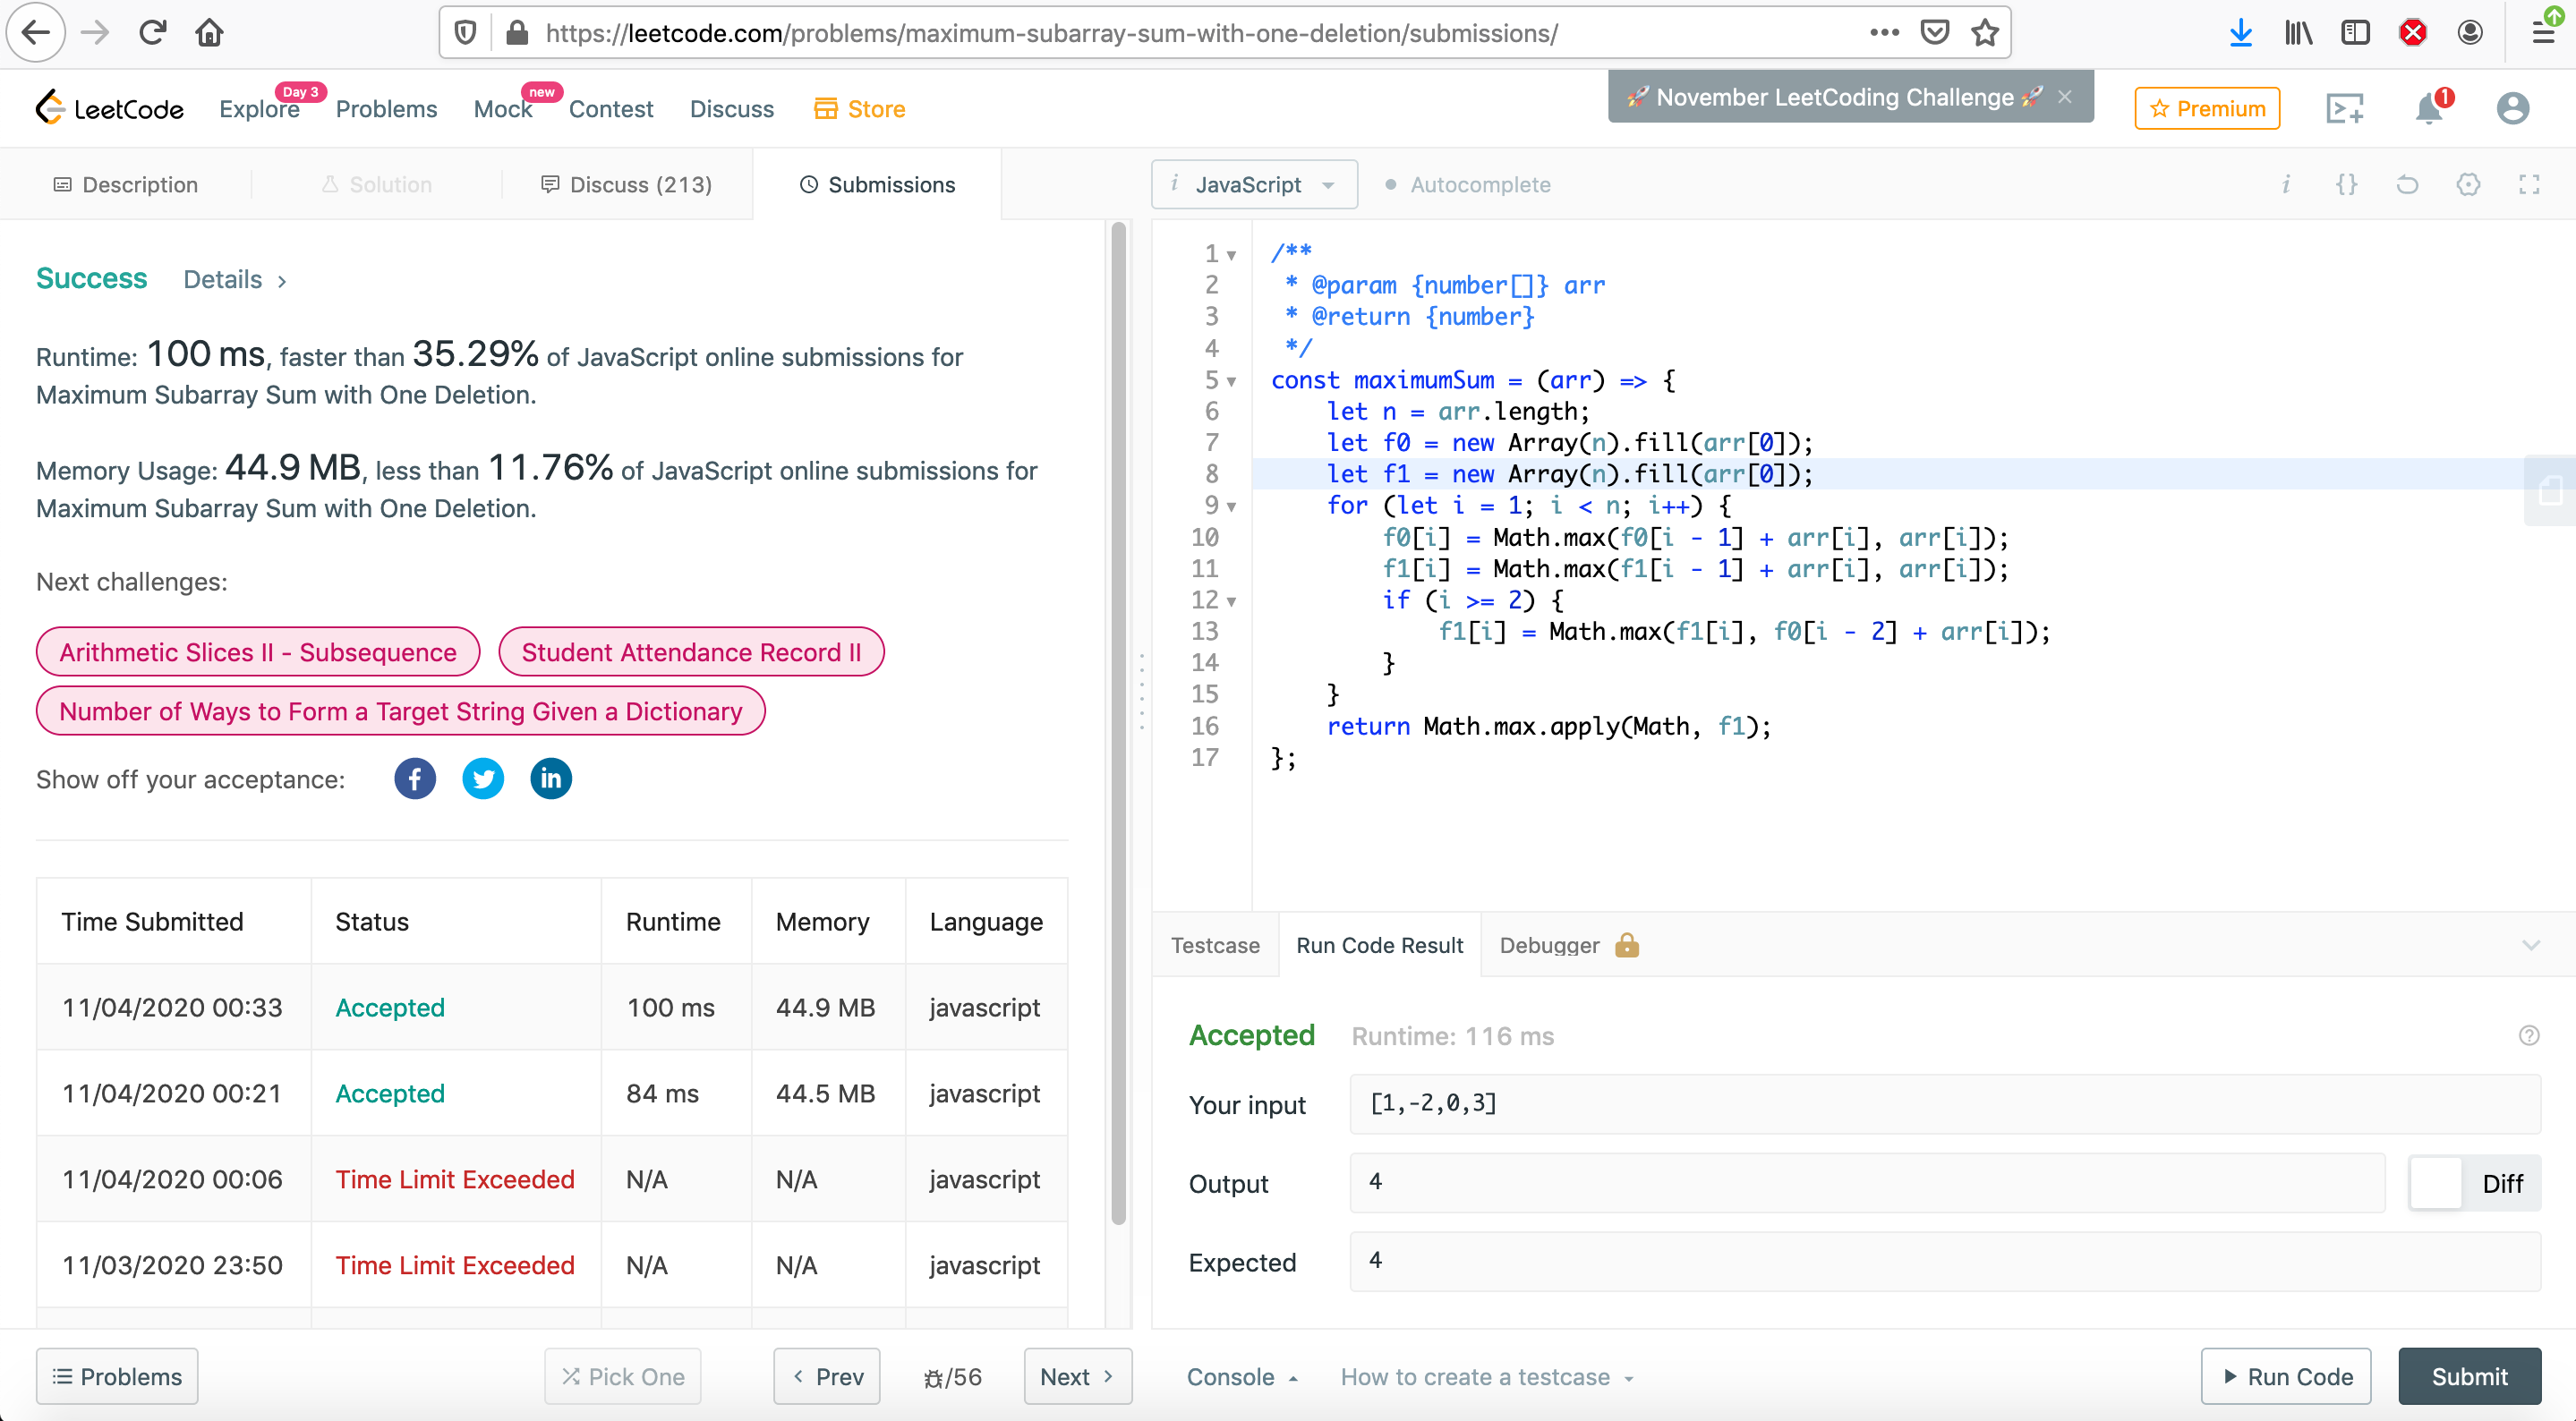 https://leetcode.com/problems/maximum-subarray-sum-with-one-deletion/submissions/
LeetCode
Explore
Day 3
Problems
Mock
new
Contest
Discuss
Store
🚀 November LeetCoding Challenge 🚀 ×
Premium
1
Description
Solution
Discuss (213)
Submissions
Success
Details >
Runtime: 100 ms, faster than 35.29% of JavaScript online submissions for
Maximum Subarray Sum with One Deletion.
Memory Usage: 44.9 MB, less than 11.76% of JavaScript online submissions for
Maximum Subarray Sum with One Deletion.
Next challenges:
Arithmetic Slices II - Subsequence
Student Attendance Record II
Number of Ways to Form a Target String Given a Dictionary
Show off your acceptance:
f
in
Time Submitted Status Runtime Memory Language
11/04/2020 00:33 Accepted 100 ms 44.9 MB javascript
11/04/2020 00:21 Accepted 84 ms 44.5 MB javascript
11/04/2020 00:06 Time Limit Exceeded N/A N/A javascript
11/03/2020 23:50 Time Limit Exceeded N/A N/A javascript
Problems
Pick One
< Prev
/56
Next >
i JavaScript
Autocomplete
i {}
1 /**
2 * @param {number[]} arr
3 * @return {number}
4 */
5 const maximumSum = (arr) => {
6 let n = arr.length;
7 let f0 = new Array(n).fill(arr[0]);
8 let f1 = new Array(n).fill(arr[0]);
9 for (let i = 1; i < n; i++) {
10 f0[i] = Math.max(f0[i - 1] + arr[i], arr[i]);
11 f1[i] = Math.max(f1[i - 1] + arr[i], arr[i]);
12 if (i >= 2) {
13 f1[i] = Math.max(f1[i], f0[i - 2] + arr[i]);
14 }
15 }
16 return Math.max.apply(Math, f1);
17 };
Testcase
Run Code Result
Debugger
Accepted
Runtime: 116 ms
?
Your input
[1,-2,0,3]
Output
4
Diff
Expected
4
Console
How to create a testcase
Run Code
Submit